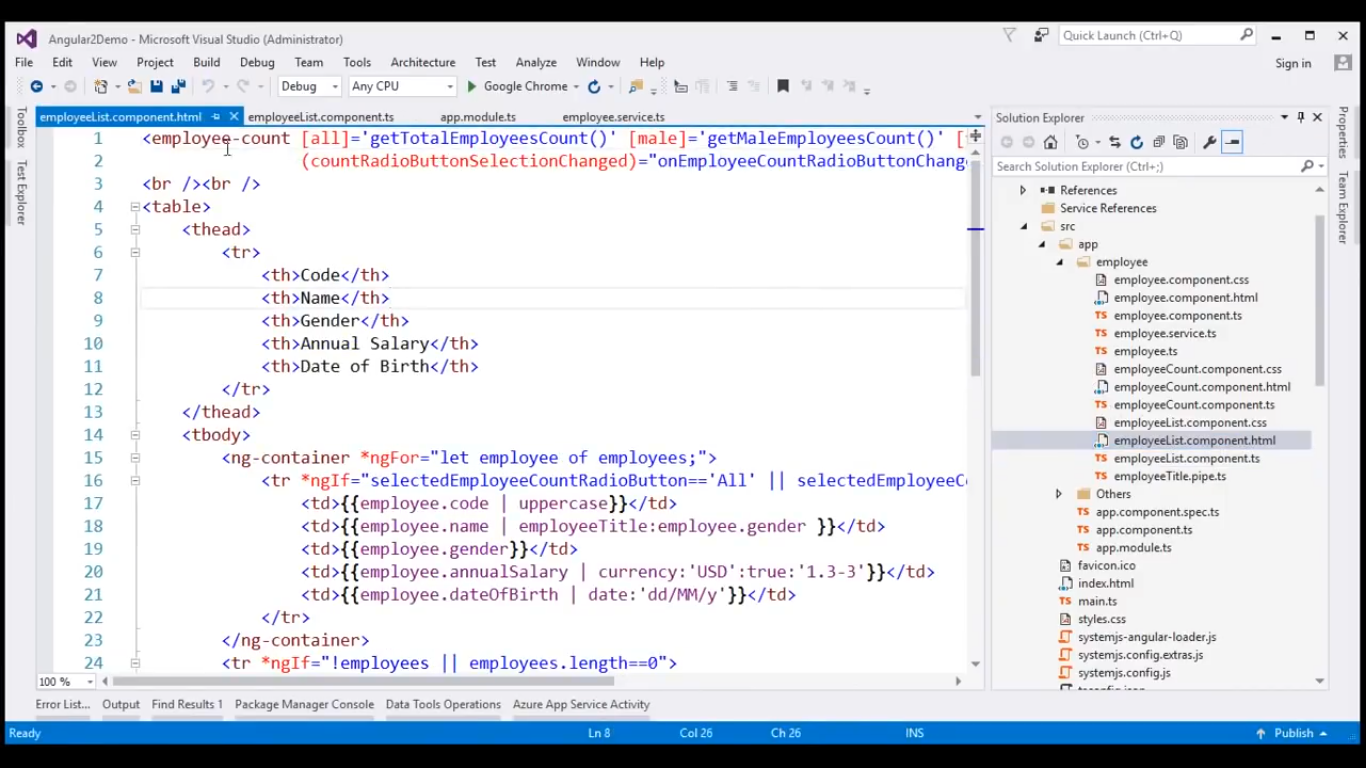 Angular2Demo - Microsoft Visual Studio (Administrator)
Quick Launch (Ctrl+Q)
File Edit View Project Build Debug Team Tools Architecture Test Analyze Window Help
Sign in
Debug Any CPU Google Chrome
Toolbox
Test Explorer
employeeList.component.html employeeList.component.ts app.module.ts employee.service.ts
1 <employee-count [all]='getTotalEmployeesCount()' [male]='getMaleEmployeesCount()' [
2 (countRadioButtonSelectionChanged)="onEmployeeCountRadioButtonChange
3 <br /><br />
4 <table>
5 <thead>
6 <tr>
7 <th>Code</th>
8 <th>Name</th>
9 <th>Gender</th>
10 <th>Annual Salary</th>
11 <th>Date of Birth</th>
12 </tr>
13 </thead>
14 <tbody>
15 <ng-container *ngFor="let employee of employees;">
16 <tr *ngIf="selectedEmployeeCountRadioButton=='All' || selectedEmployeeC
17 <td>{{employee.code | uppercase}}</td>
18 <td>{{employee.name | employeeTitle:employee.gender }}</td>
19 <td>{{employee.gender}}</td>
20 <td>{{employee.annualSalary | currency:'USD':true:'1.3-3'}}</td>
21 <td>{{employee.dateOfBirth | date:'dd/MM/y'}}</td>
22 </tr>
23 </ng-container>
24 <tr *ngIf="!employees || employees.length==0">
100 %
Solution Explorer
Search Solution Explorer (Ctrl+;)
References
Service References
src
app
employee
employee.component.css
employee.component.html
employee.component.ts
employee.service.ts
employee.ts
employeeCount.component.css
employeeCount.component.html
employeeCount.component.ts
employeeList.component.css
employeeList.component.html
employeeList.component.ts
employeeTitle.pipe.ts
Others
app.component.spec.ts
app.component.ts
app.module.ts
favicon.ico
index.html
main.ts
styles.css
systemjs-angular-loader.js
systemjs.config.extras.js
systemjs.config.js
Properties
Team Explorer
Error List... Output Find Results 1 Package Manager Console Data Tools Operations Azure App Service Activity
Ready Ln 8 Col 26 Ch 26 INS Publish